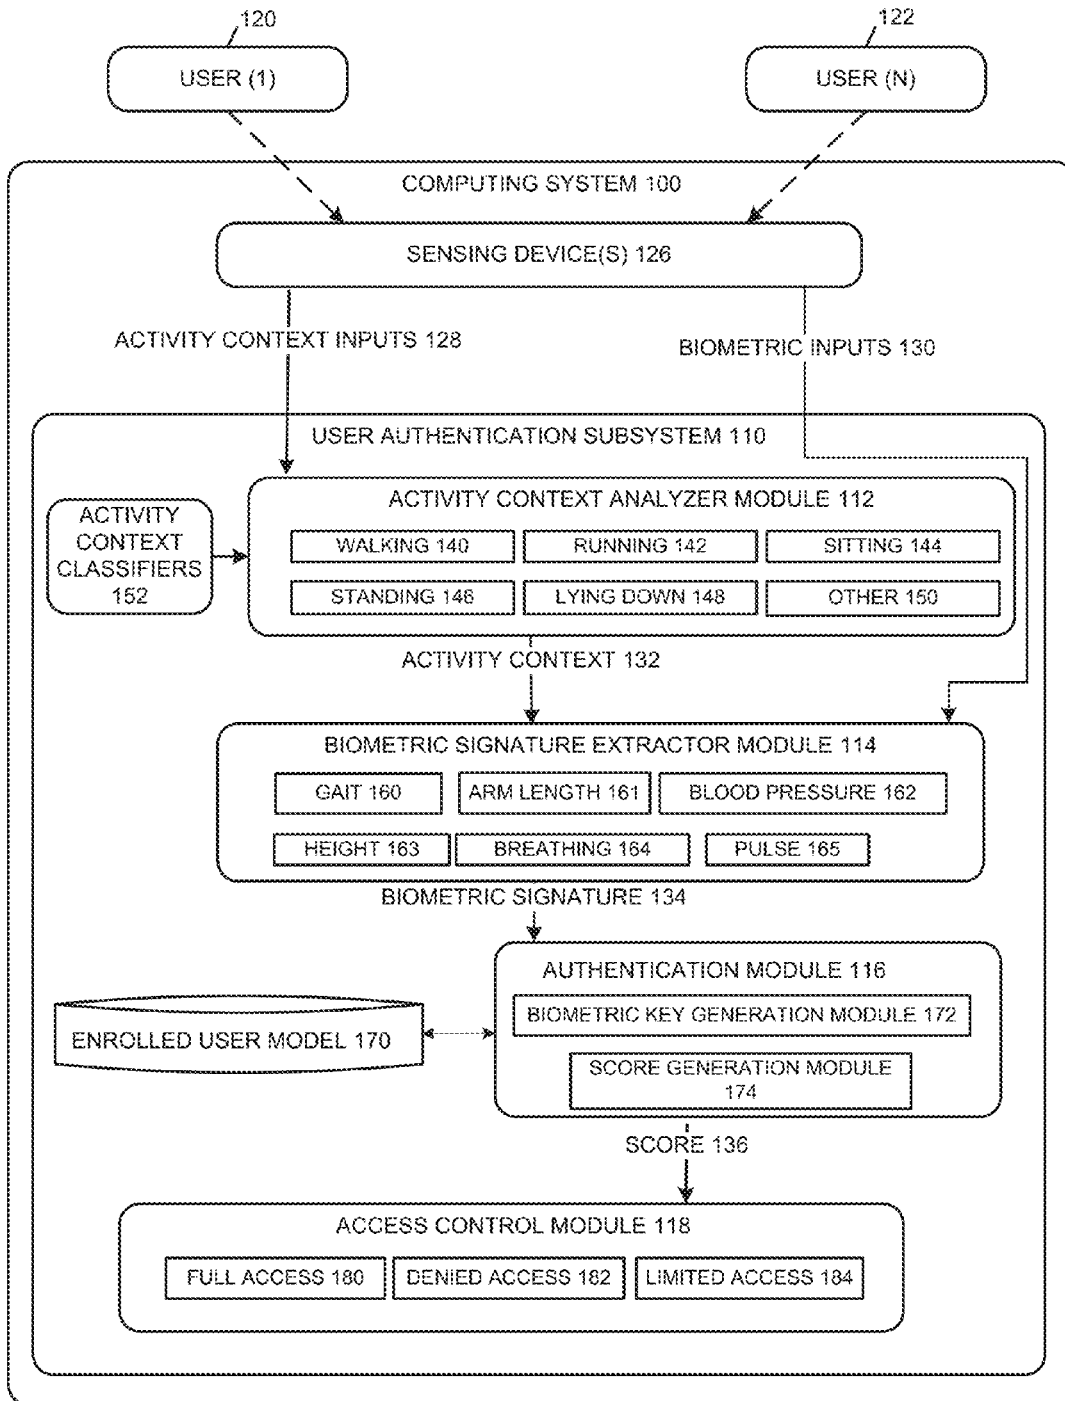 120
122
USER (1)
USER (N)
COMPUTING SYSTEM 100
SENSING DEVICE(S) 126
ACTIVITY CONTEXT INPUTS 128
BIOMETRIC INPUTS 130
USER AUTHENTICATION SUBSYSTEM 110
ACTIVITY
CONTEXT
CLASSIFIERS
152
ACTIVITY CONTEXT ANALYZER MODULE 112
WALKING 140
RUNNING 142
SITTING 144
STANDING 146
LYING DOWN 148
OTHER 150
ACTIVITY CONTEXT 132
BIOMETRIC SIGNATURE EXTRACTOR MODULE 114
GAIT 160
ARM LENGTH 161
BLOOD PRESSURE 162
HEIGHT 163
BREATHING 164
PULSE 165
BIOMETRIC SIGNATURE 134
AUTHENTICATION MODULE 116
BIOMETRIC KEY GENERATION MODULE 172
ENROLLED USER MODEL 170
SCORE GENERATION MODULE
174
SCORE 136
ACCESS CONTROL MODULE 118
FULL ACCESS 180
DENIED ACCESS 182
LIMITED ACCESS 184